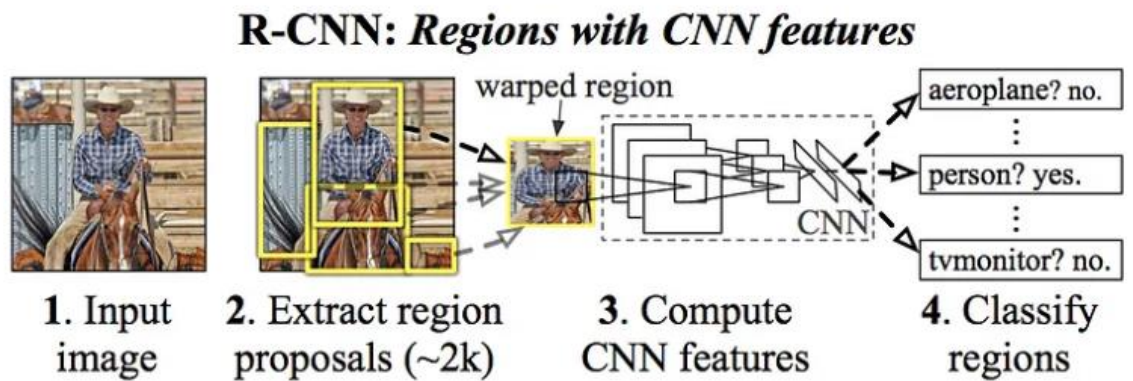 R-CNN: Regions with CNN features
warped region
aeroplane? no.
⋮
person? yes.
⋮
tvmonitor? no.
CNN
1. Input
image
2. Extract region
proposals (~2k)
3. Compute
CNN features
4. Classify
regions